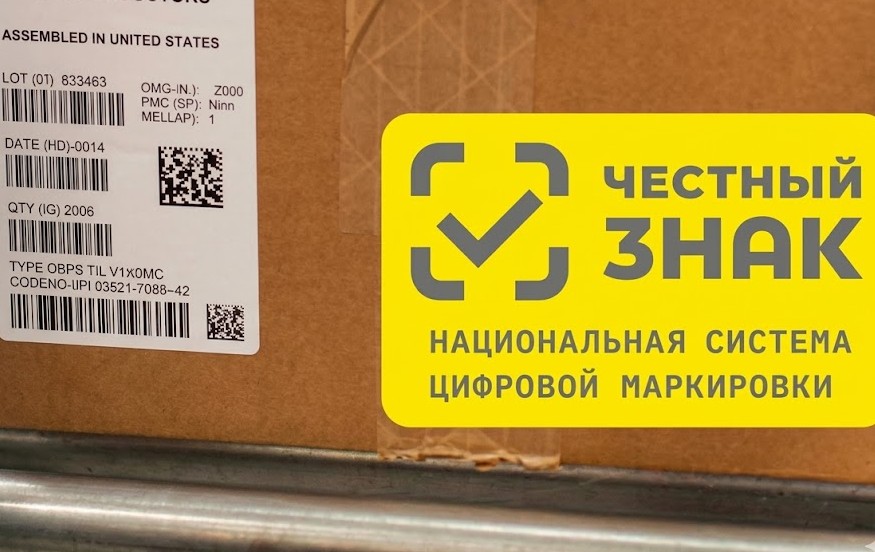 ASSEMBLED IN UNITED STATES
LOT (01) 833463
OMG-IN.): Z000
PMC (SP): Ninn
MELLAP): 1
DATE (HD)-0014
QTY (IG) 2006
TYPE OBPS TIL V1X0MC
CODENO-UPI 03521-7088-42
ЧЕСТНЫЙ
ЗНАК
НАЦИОНАЛЬНАЯ СИСТЕМА
ЦИФРОВОЙ МАРКИРОВКИ